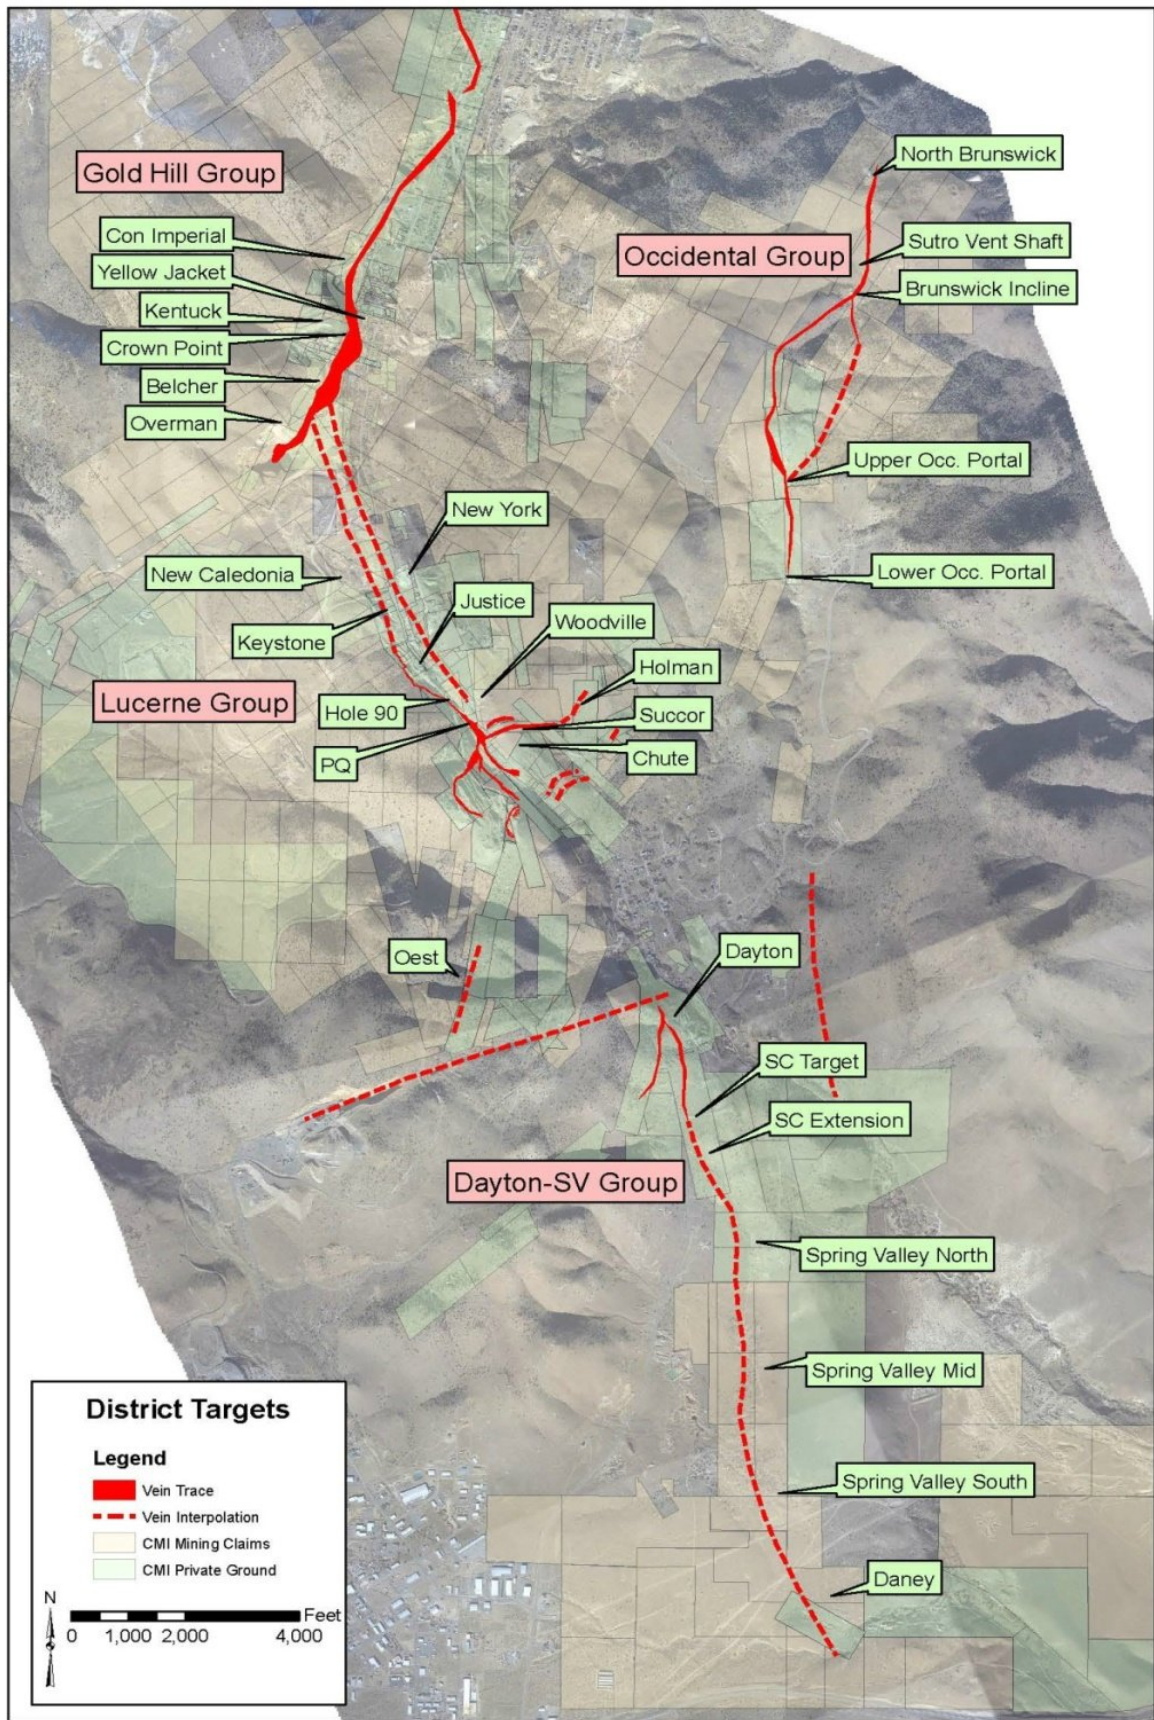 Gold Hill Group
Con Imperial
Yellow Jacket
Kentuck
Crown Point
Belcher
Overman
North Brunswick
Occidental Group
Sutro Vent Shaft
Brunswick Incline
Upper Occ. Portal
Lower Occ. Portal
New York
New Caledonia
Justice
Keystone
Woodville
Lucerne Group
Holman
Hole 90
Succor
PQ
Chute
Oest
Dayton
SC Target
SC Extension
Dayton-SV Group
Spring Valley North
Spring Valley Mid
Spring Valley South
Daney
District Targets
Legend
Vein Trace
Vein Interpolation
CMI Mining Claims
CMI Private Ground
N
Feet
0 1,000 2,000 4,000